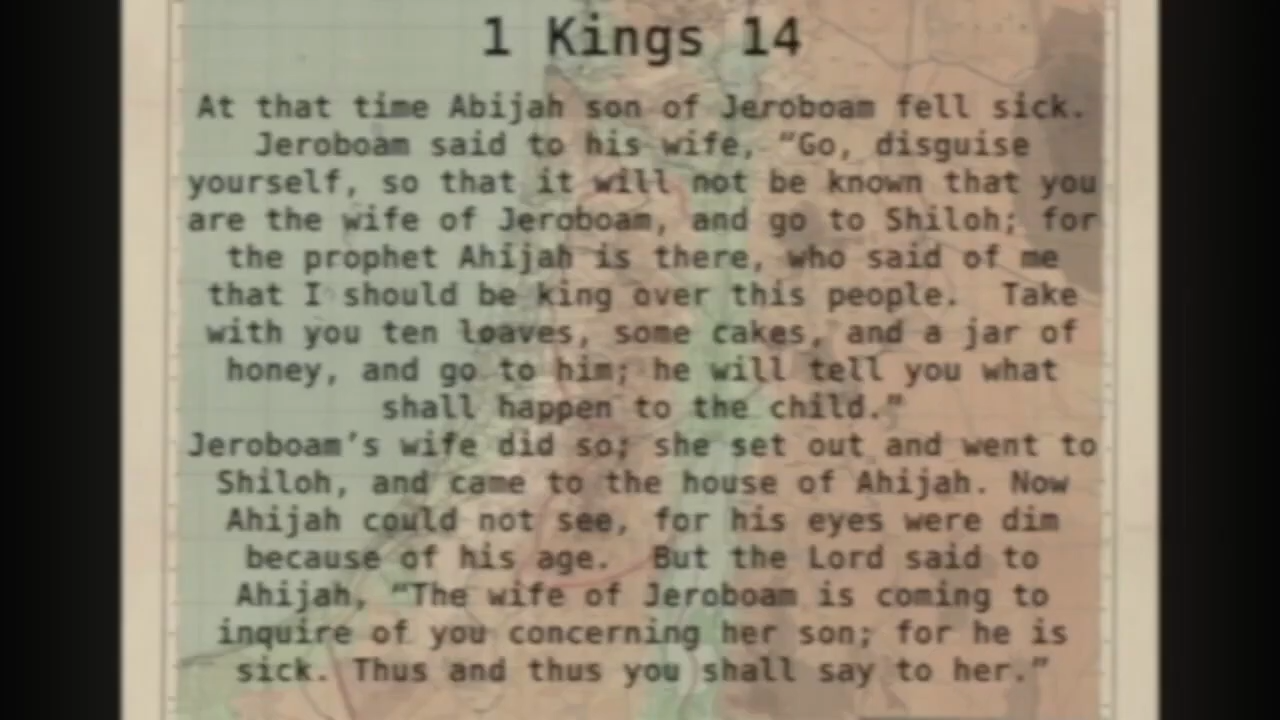 1 Kings 14
At that time Abijah son of Jeroboam fell sick.
Jeroboam said to his wife, “Go, disguise
yourself, so that it will not be known that you
are the wife of Jeroboam, and go to Shiloh; for
the prophet Ahijah is there, who said of me
that I should be king over this people.  Take
with you ten loaves, some cakes, and a jar of
honey, and go to him; he will tell you what
shall happen to the child.”
Jeroboam’s wife did so; she set out and went to
Shiloh, and came to the house of Ahijah. Now
Ahijah could not see, for his eyes were dim
because of his age.  But the Lord said to
Ahijah, “The wife of Jeroboam is coming to
inquire of you concerning her son; for he is
sick. Thus and thus you shall say to her.”